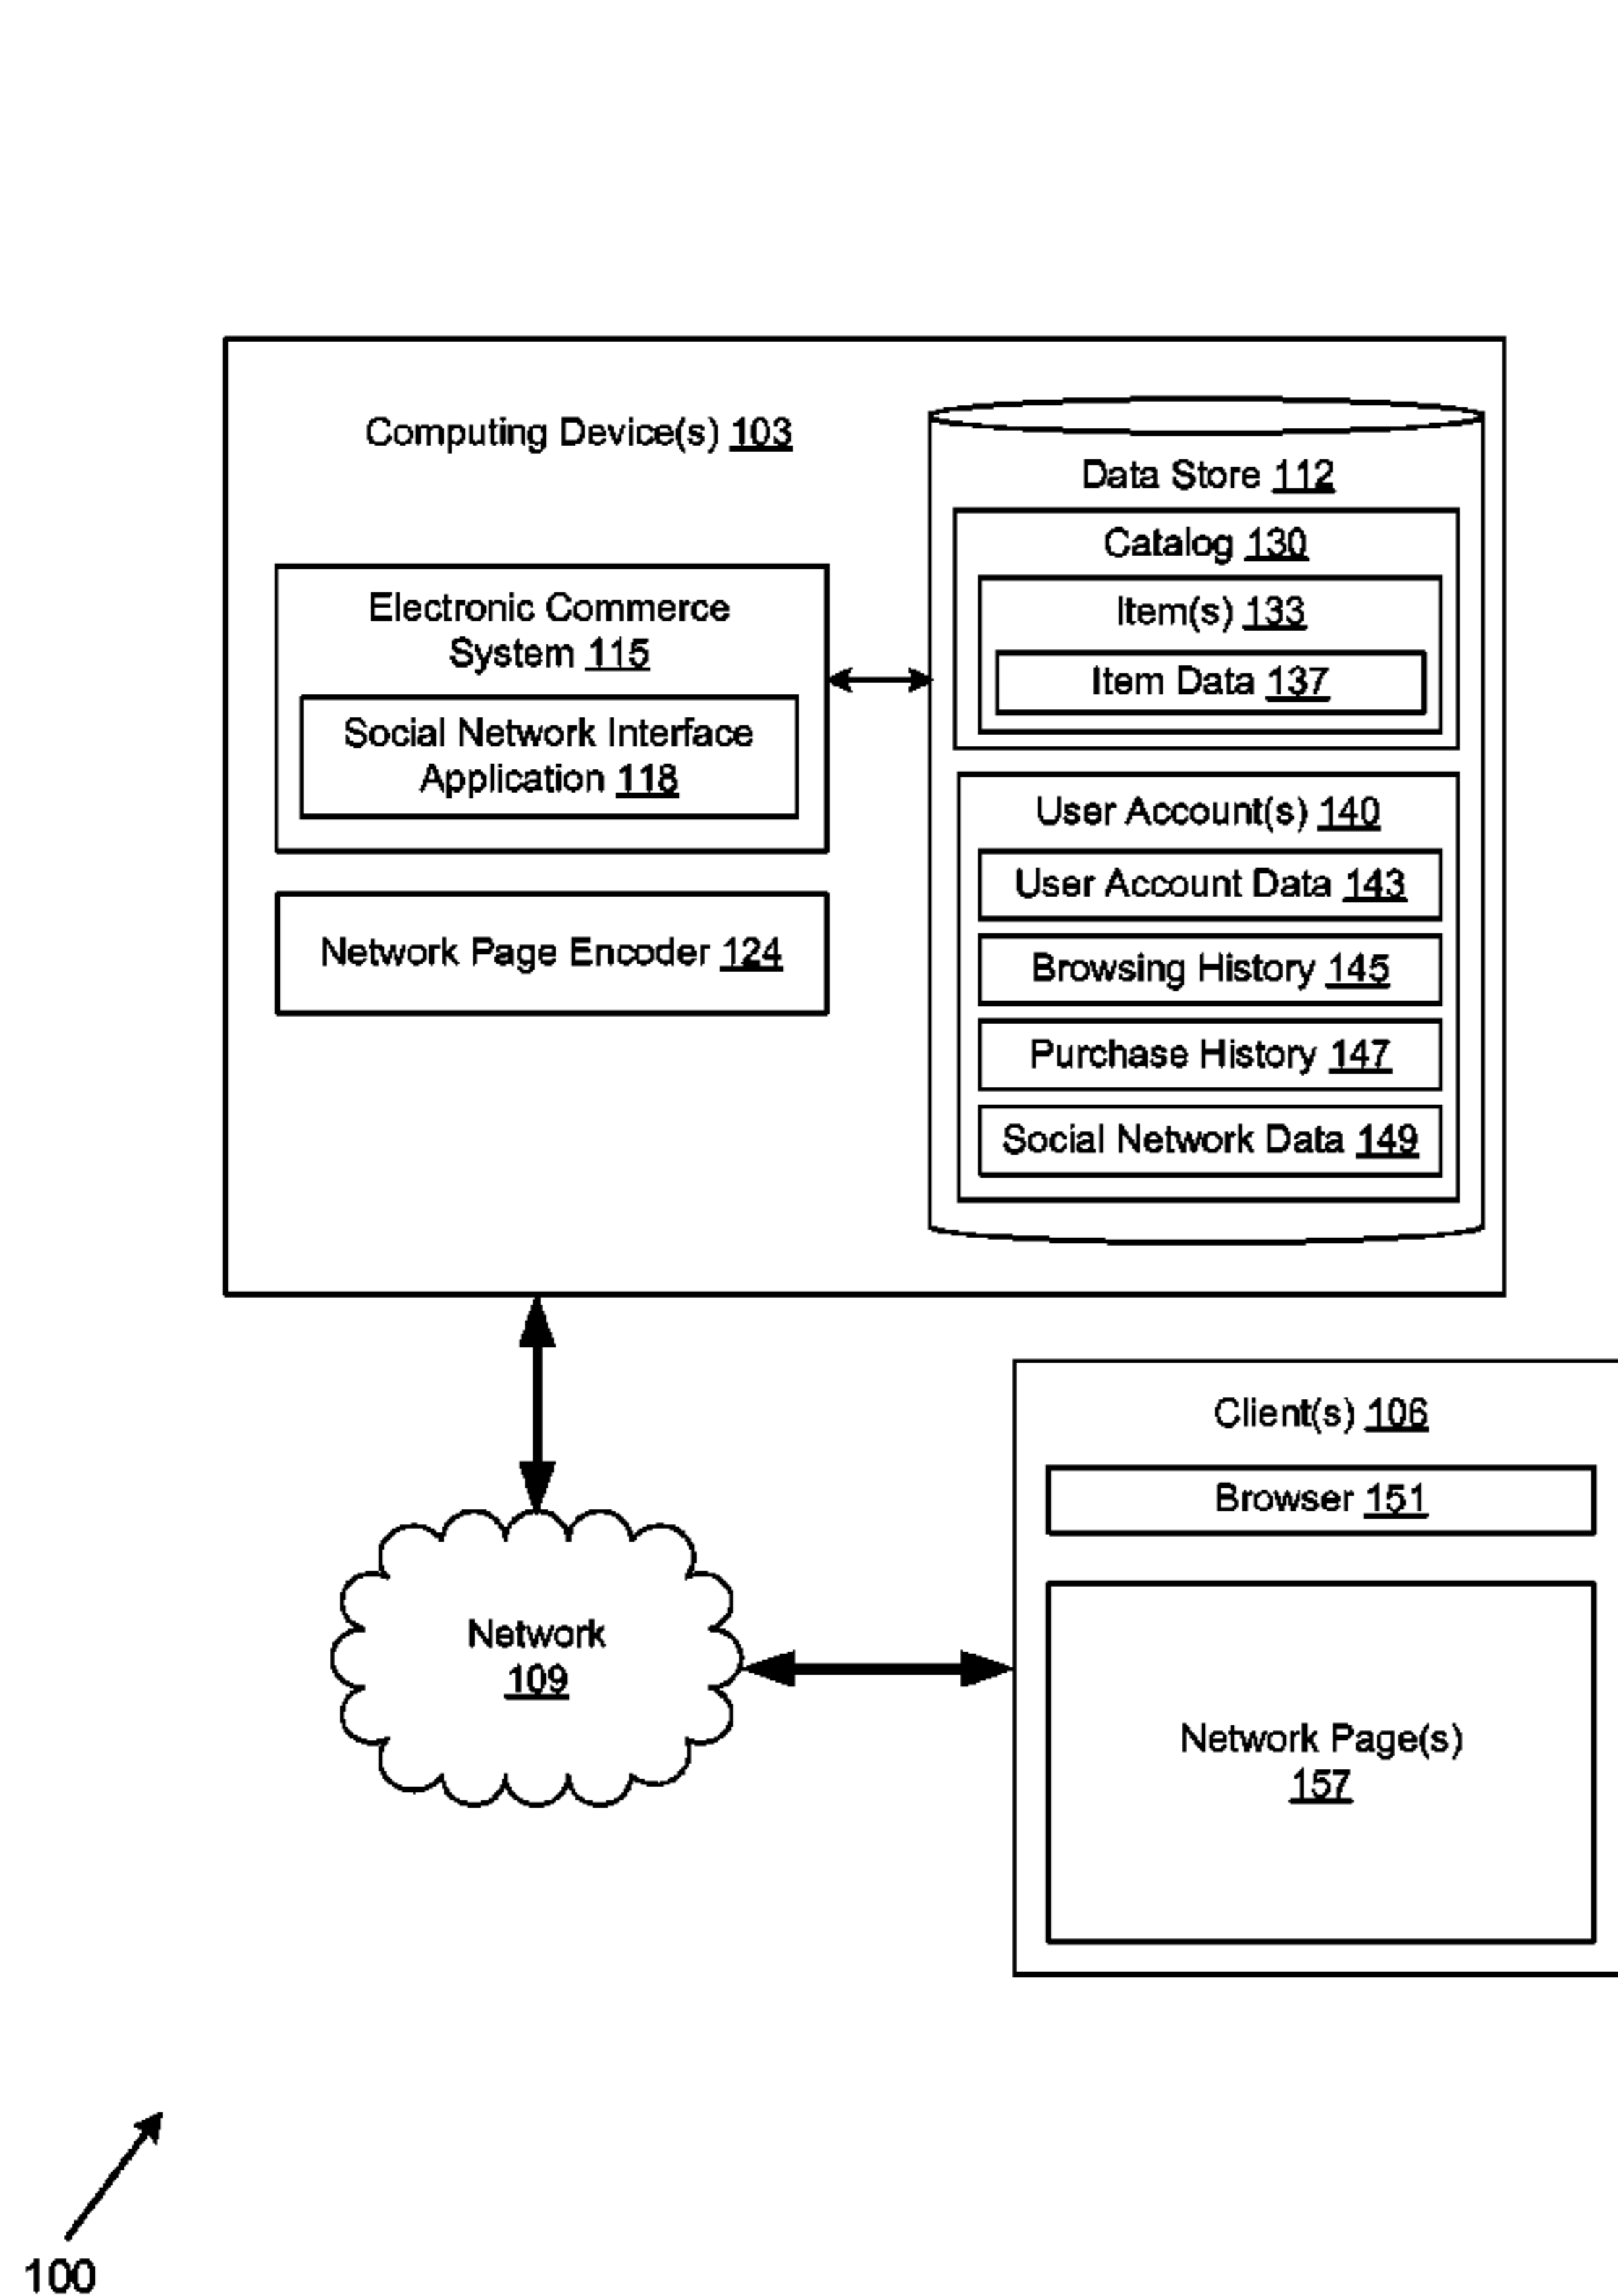 Computing Device(s) 103
Electronic Commerce
System 115
Social Network Interface
Application 118
Network Page Encoder 124
Data Store 112
Catalog 130
Item(s) 133
Item Data 137
User Account(s) 140
User Account Data 143
Browsing History 145
Purchase History 147
Social Network Data 149
Network
109
Client(s) 106
Browser 151
Network Page(s)
157
100